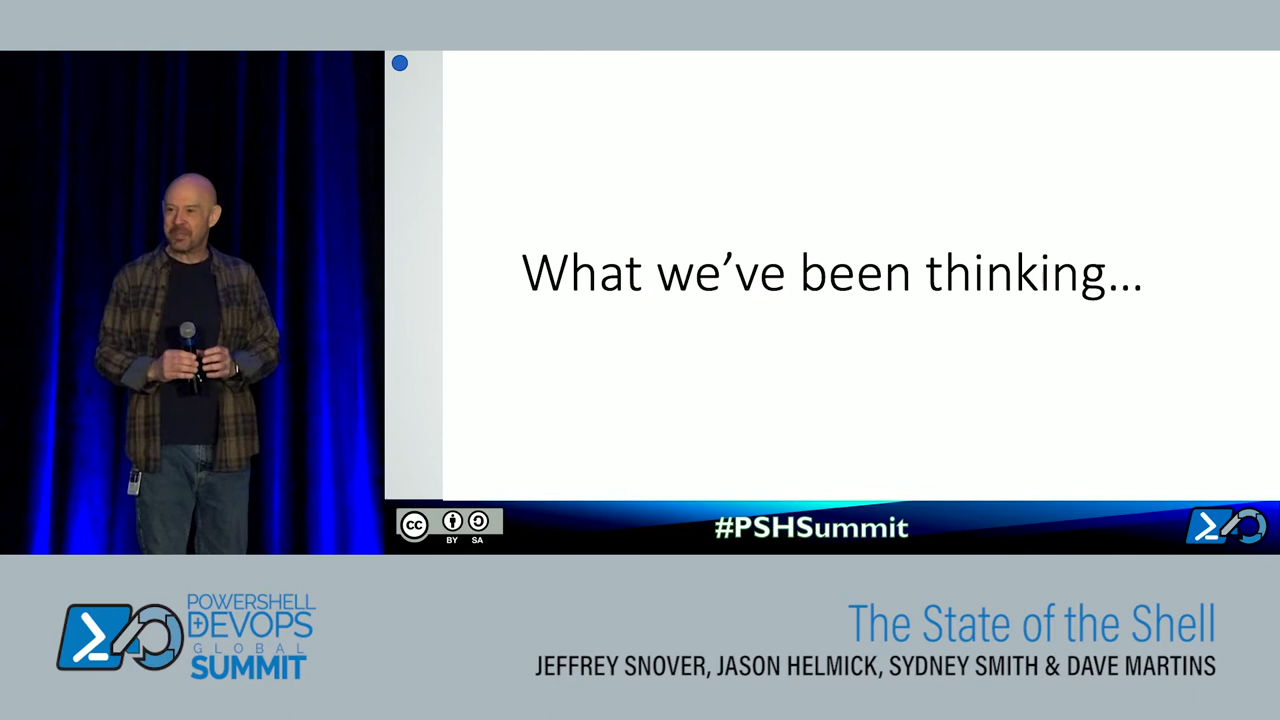 What we've been thinking...
cc
BY SA
#PSHSummit
POWERSHELL
DEVOPS
GLOBAL
SUMMIT
The State of the Shell
JEFFREY SNOVER, JASON HELMICK, SYDNEY SMITH & DAVE MARTINS